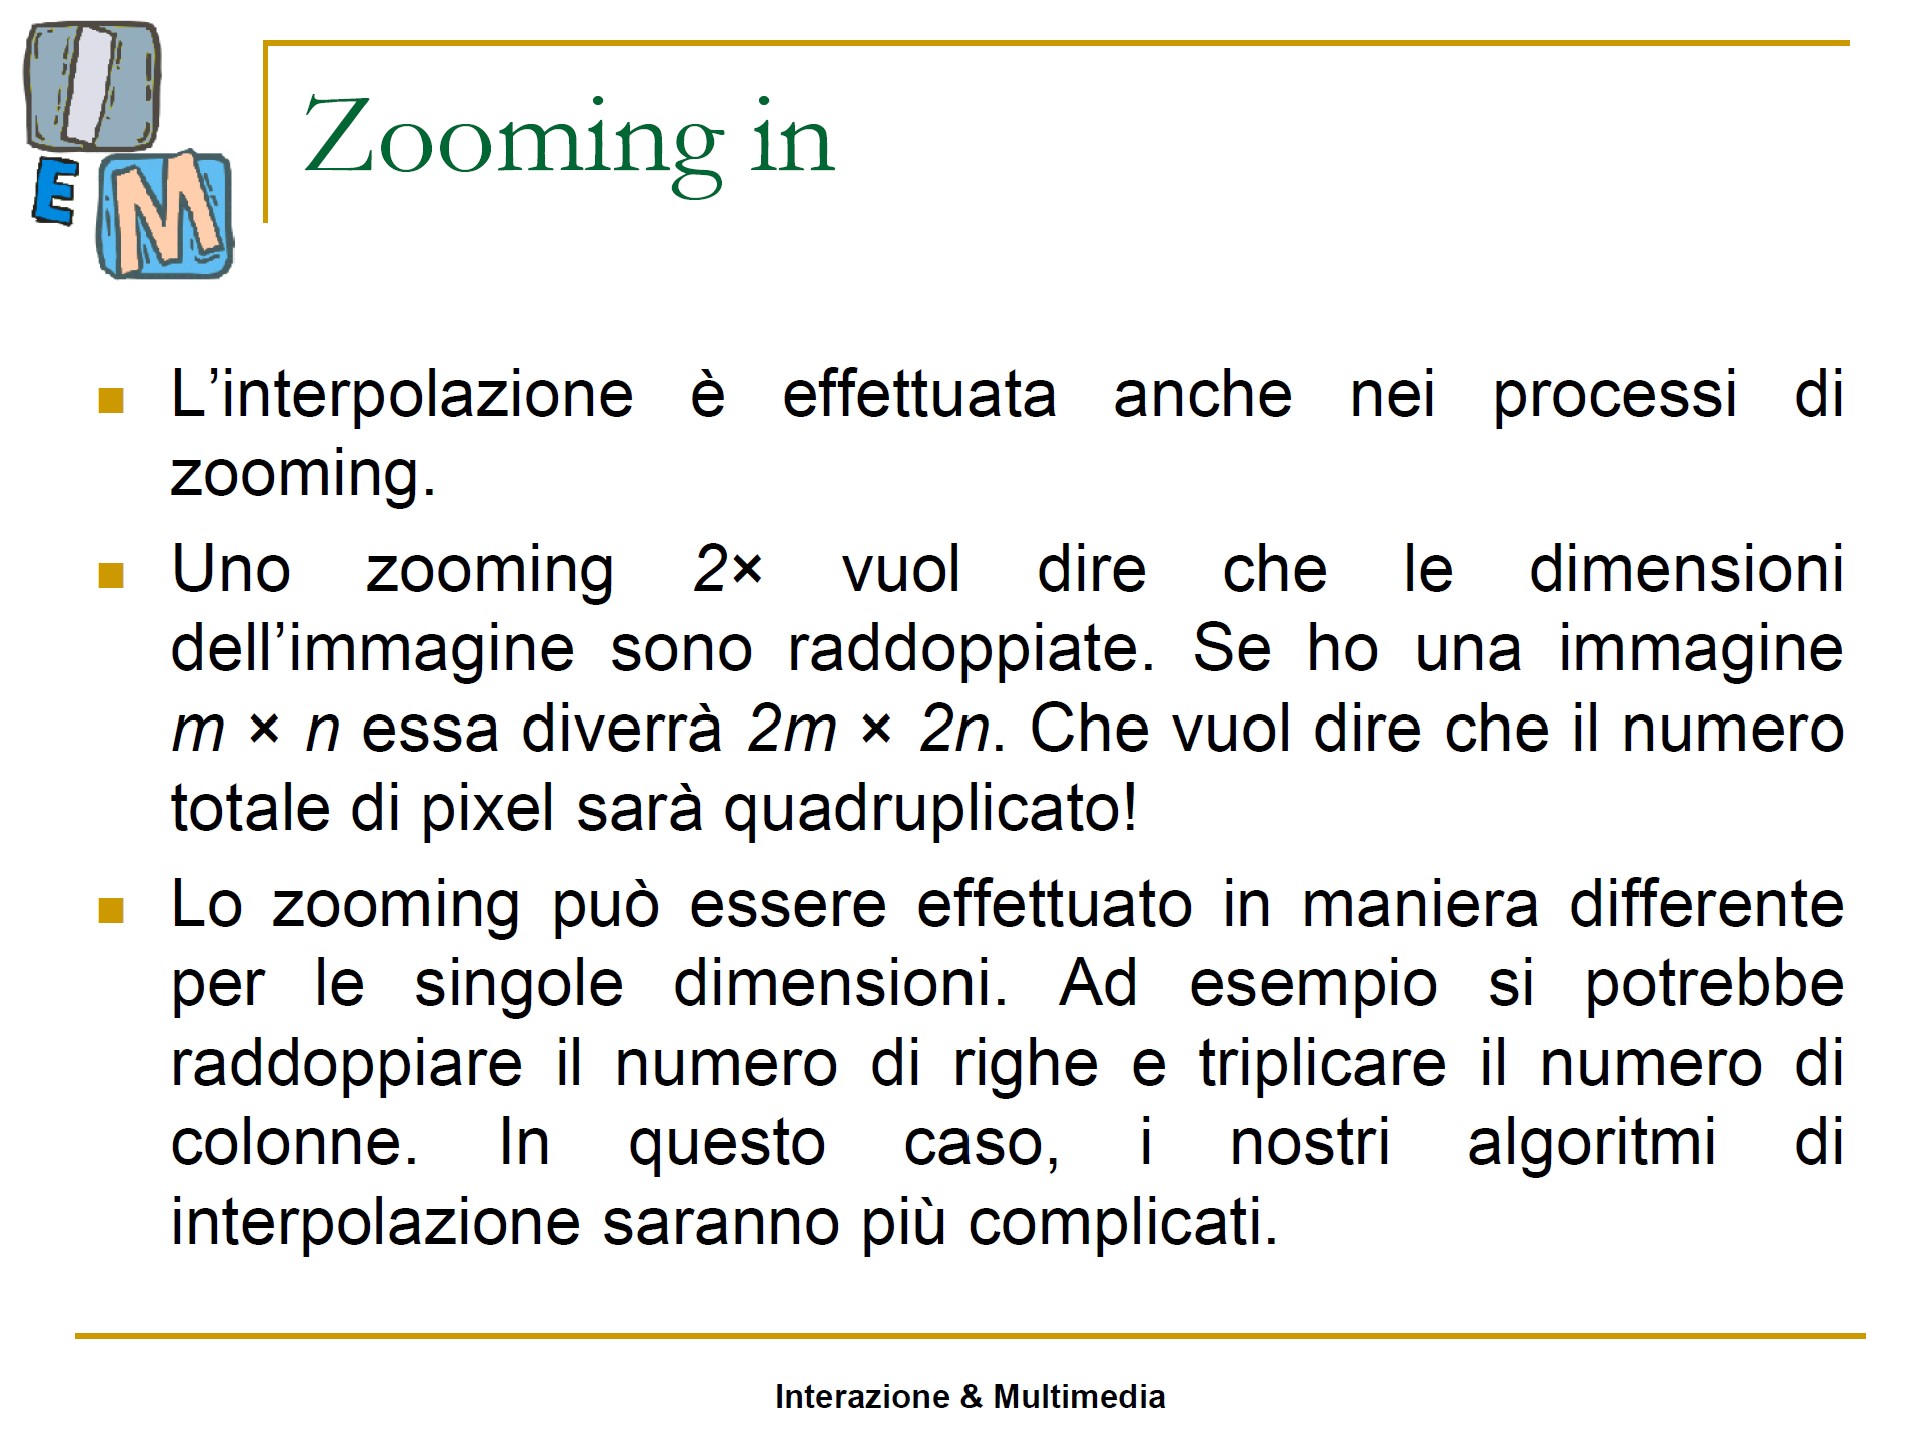 I
E
M
Zooming in
L’interpolazione è effettuata anche nei processi di
zooming.
Uno zooming 2× vuol dire che le dimensioni
dell’immagine sono raddoppiate. Se ho una immagine
m × n essa diverrà 2m × 2n. Che vuol dire che il numero
totale di pixel sarà quadruplicato!
Lo zooming può essere effettuato in maniera differente
per le singole dimensioni. Ad esempio si potrebbe
raddoppiare il numero di righe e triplicare il numero di
colonne. In questo caso, i nostri algoritmi di
interpolazione saranno più complicati.
Interazione & Multimedia